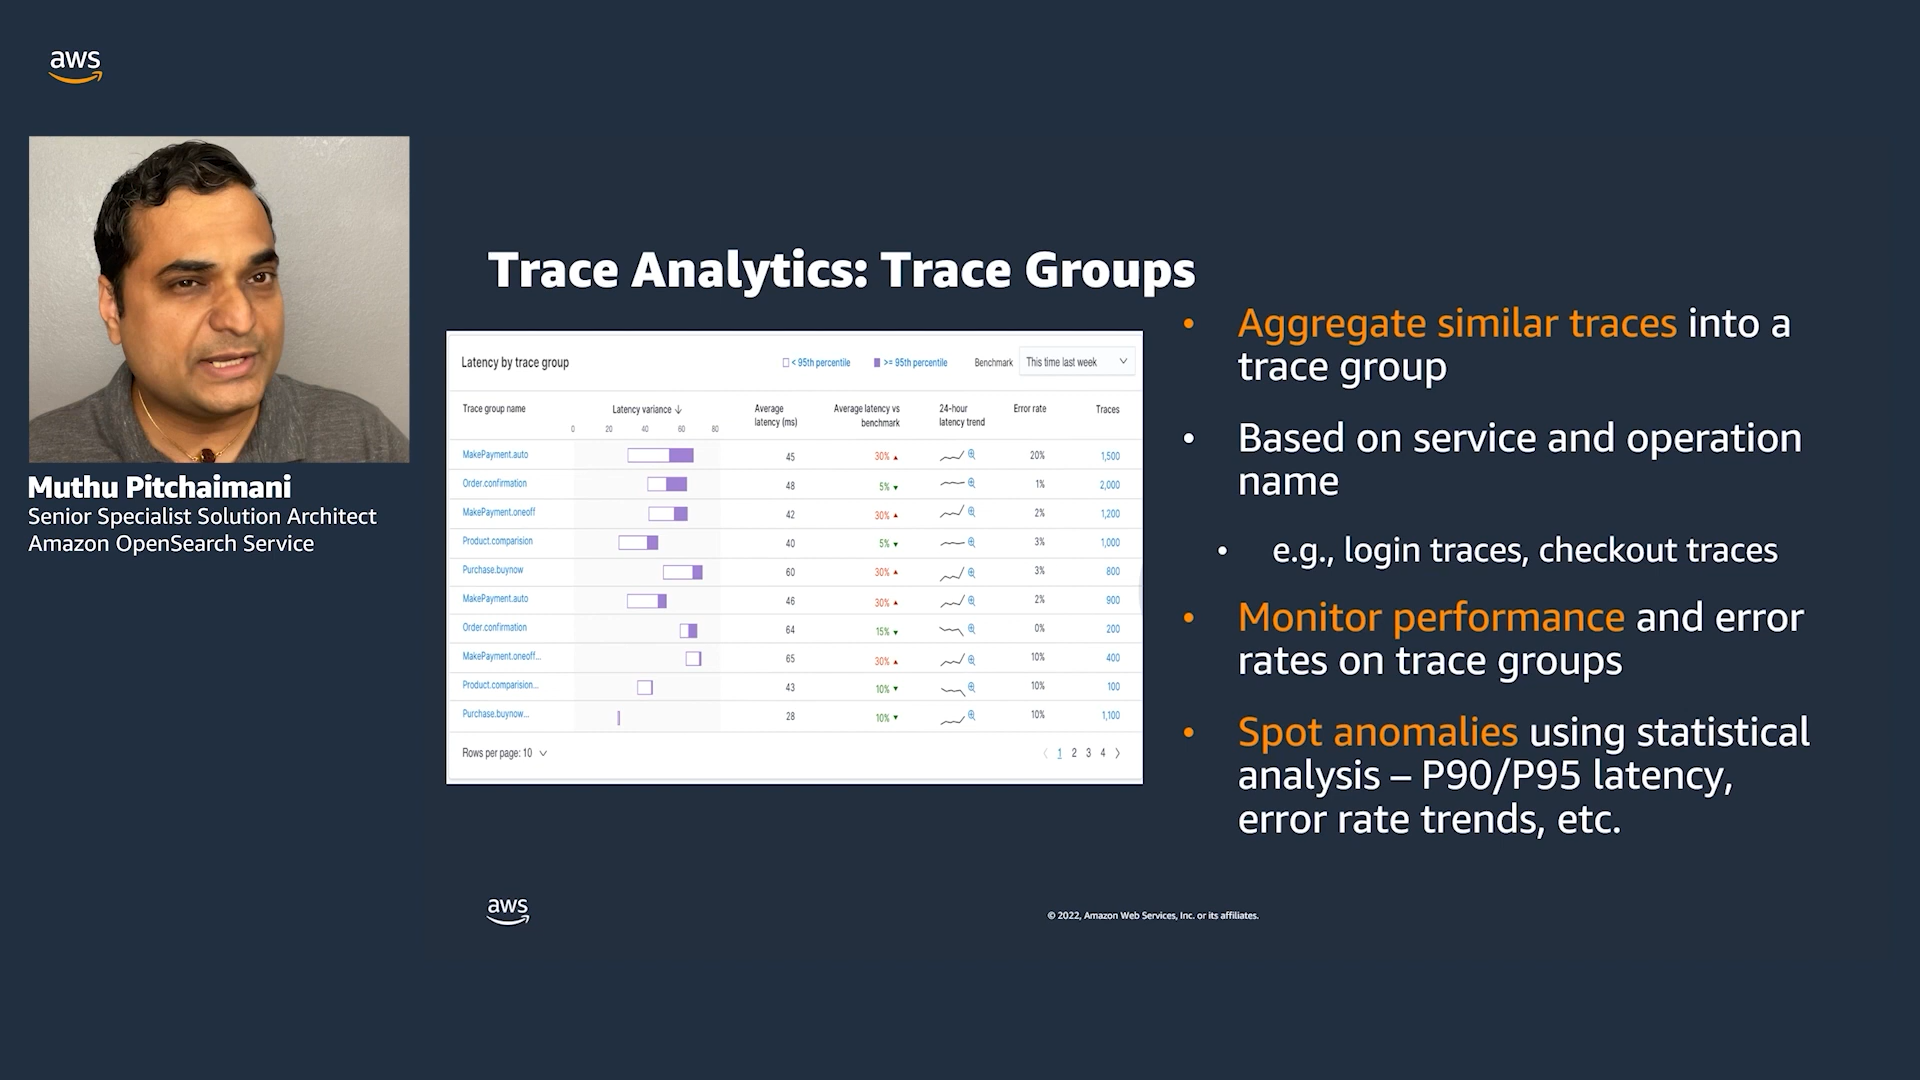 aws
Muthu Pitchaimani
Senior Specialist Solution Architect
Amazon OpenSearch Service
Trace Analytics: Trace Groups
Latency by trace group
< 95th percentile
>= 95th percentile
Benchmark
This time last week
Trace group name
Latency variance
0 20 40 60 80
Average
latency (ms)
Average latency vs
benchmark
24-hour
latency trend
Error rate
Traces
MakePayment.auto 45 30% 20% 1,500
Order.confirmation 48 5% 1% 2,000
MakePayment.oneoff 42 30% 2% 1,200
Product.comparision 40 5% 3% 1,000
Purchase.buynow 60 30% 3% 800
MakePayment.auto 46 30% 2% 900
Order.confirmation 64 15% 0% 200
MakePayment.oneoff... 65 30% 10% 400
Product.comparision... 43 10% 10% 100
Purchase.buynow... 28 10% 10% 1,100
Rows per page: 10
1 2 3 4
• Aggregate similar traces into a
trace group
• Based on service and operation
name
• e.g., login traces, checkout traces
• Monitor performance and error
rates on trace groups
• Spot anomalies using statistical
analysis – P90/P95 latency,
error rate trends, etc.
aws
© 2022, Amazon Web Services, Inc. or its affiliates.